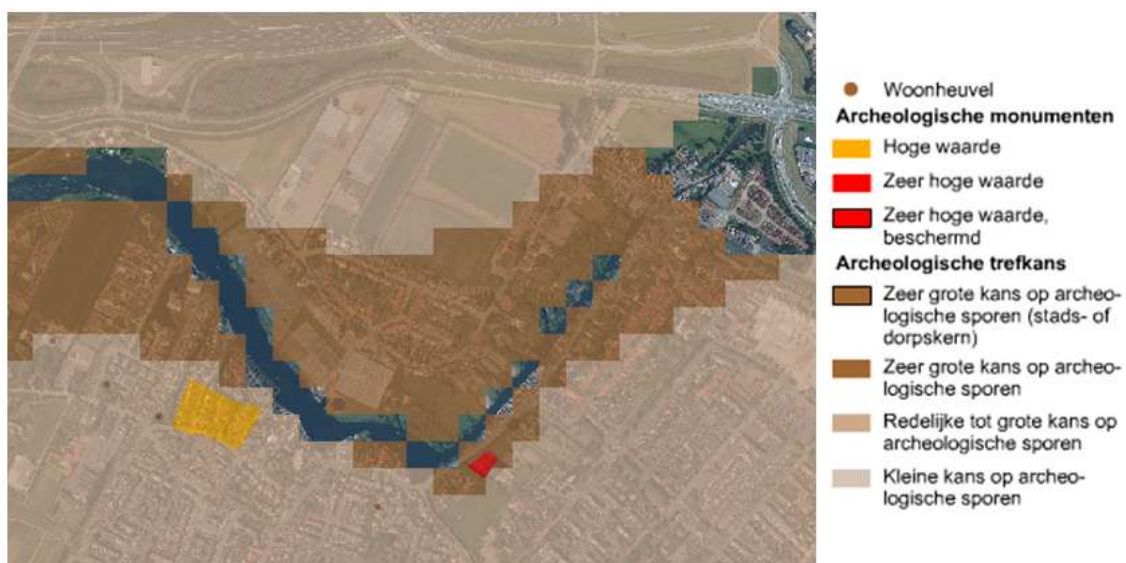 Woonheuvel
Archeologische monumenten
Hoge waarde
Zeer hoge waarde
Zeer hoge waarde,
beschermd
Archeologische trefkans
Zeer grote kans op archeo-
logische sporen (stads- of
dorpskern)
Zeer grote kans op archeo-
logische sporen
Redelijke tot grote kans op
archeologische sporen
Kleine kans op archeo-
logische sporen